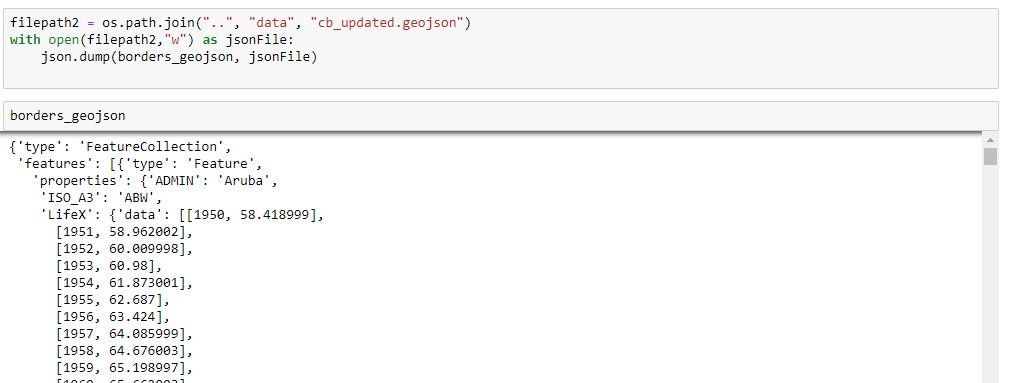 filepath2 = os.path.join("..", "data", "cb_updated.geojson")
with open(filepath2,"w") as jsonFile:
    json.dump(borders_geojson, jsonFile)
borders_geojson
{'type': 'FeatureCollection',
 'features': [{'type': 'Feature',
   'properties': {'ADMIN': 'Aruba',
    'ISO_A3': 'ABW',
    'LifeX': {'data': [[1950, 58.418999],
      [1951, 58.962002],
      [1952, 60.009998],
      [1953, 60.98],
      [1954, 61.873001],
      [1955, 62.687],
      [1956, 63.424],
      [1957, 64.085999],
      [1958, 64.676003],
      [1959, 65.198997],